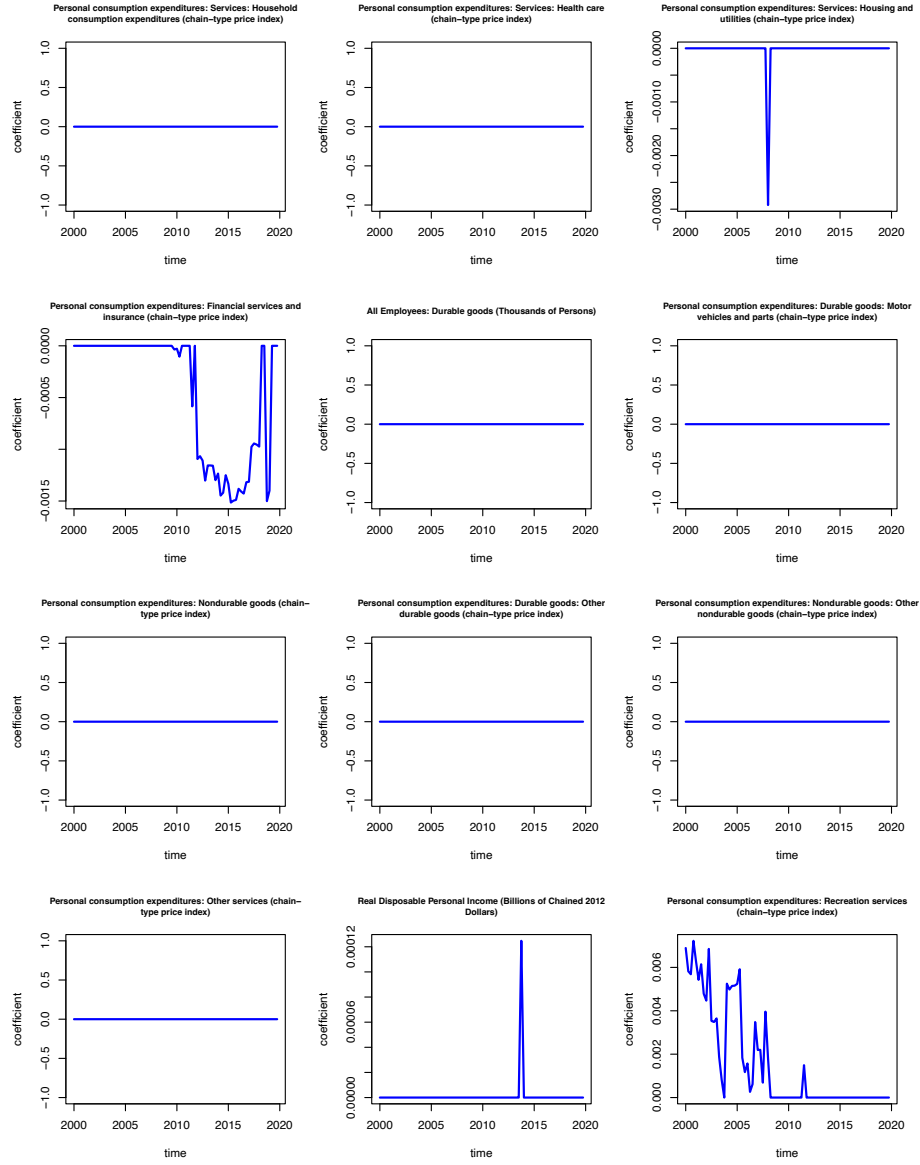 Personal consumption expenditures: Services: Household
consumption expenditures (chain−type price index)
1.0
0.5
0.0
−0.5
−1.0
coefficient
2000 2005 2010 2015 2020
time
Personal consumption expenditures: Services: Health care
(chain−type price index)
1.0
0.5
0.0
−0.5
−1.0
coefficient
2000 2005 2010 2015 2020
time
Personal consumption expenditures: Services: Housing and
utilities (chain−type price index)
0.0000
−0.0010
−0.0020
−0.0030
coefficient
2000 2005 2010 2015 2020
time
Personal consumption expenditures: Financial services and
insurance (chain−type price index)
0.0000
−0.0005
−0.0015
coefficient
2000 2005 2010 2015 2020
time
All Employees: Durable goods (Thousands of Persons)
1.0
0.5
0.0
−0.5
−1.0
coefficient
2000 2005 2010 2015 2020
time
Personal consumption expenditures: Durable goods: Motor
vehicles and parts (chain−type price index)
1.0
0.5
0.0
−0.5
−1.0
coefficient
2000 2005 2010 2015 2020
time
Personal consumption expenditures: Nondurable goods (chain−
type price index)
1.0
0.5
0.0
−0.5
−1.0
coefficient
2000 2005 2010 2015 2020
time
Personal consumption expenditures: Durable goods: Other
durable goods (chain−type price index)
1.0
0.5
0.0
−0.5
−1.0
coefficient
2000 2005 2010 2015 2020
time
Personal consumption expenditures: Nondurable goods: Other
nondurable goods (chain−type price index)
1.0
0.5
0.0
−0.5
−1.0
coefficient
2000 2005 2010 2015 2020
time
Personal consumption expenditures: Other services (chain−
type price index)
1.0
0.5
0.0
−0.5
−1.0
coefficient
2000 2005 2010 2015 2020
time
Real Disposable Personal Income (Billions of Chained 2012
Dollars)
0.00012
0.00006
0.00000
coefficient
2000 2005 2010 2015 2020
time
Personal consumption expenditures: Recreation services
(chain−type price index)
0.006
0.004
0.002
0.000
coefficient
2000 2005 2010 2015 2020
time